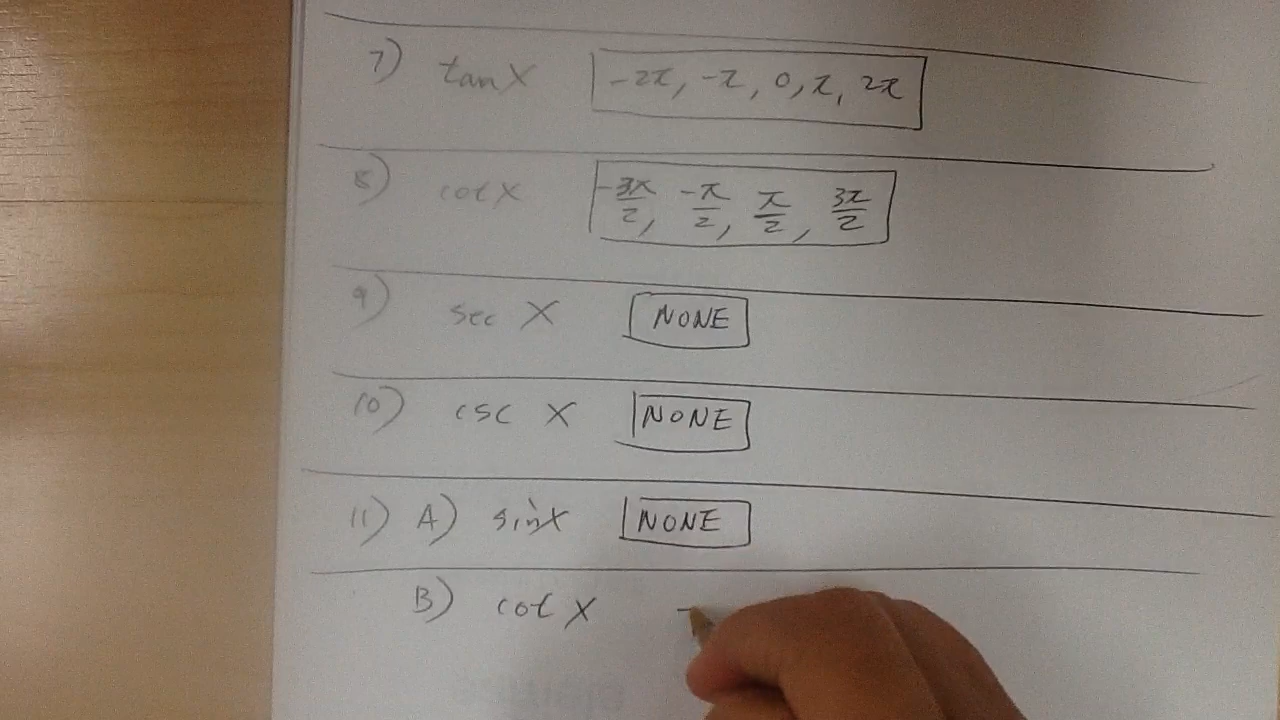 7) tan X -2π, -π, 0, π, 2π
8) cot X -3π/2, -π/2, π/2, 3π/2
9) sec X NONE
10) csc X NONE
11) A) sin X NONE
B) cot X -